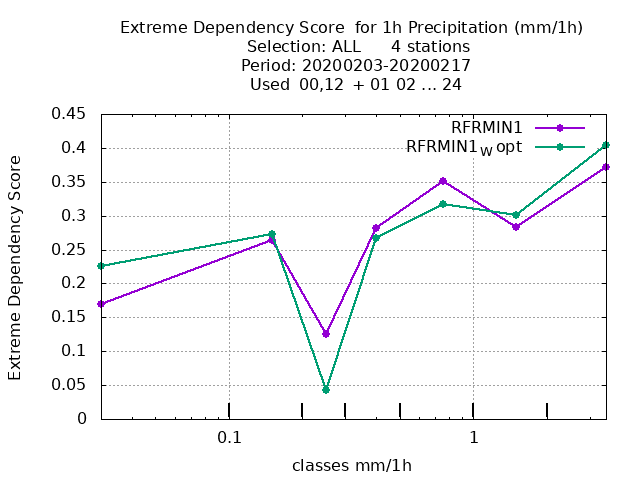 Extreme Dependency Score  for 1h Precipitation (mm/1h)
Selection: ALL      4 stations
Period: 20200203-20200217
Used  00,12  + 01 02 ... 24
RFRMIN1
RFRMIN1W opt
0.45
0.4
0.35
0.3
0.25
0.2
0.15
0.1
0.05
0
Extreme Dependency Score
0.1
1
classes mm/1h